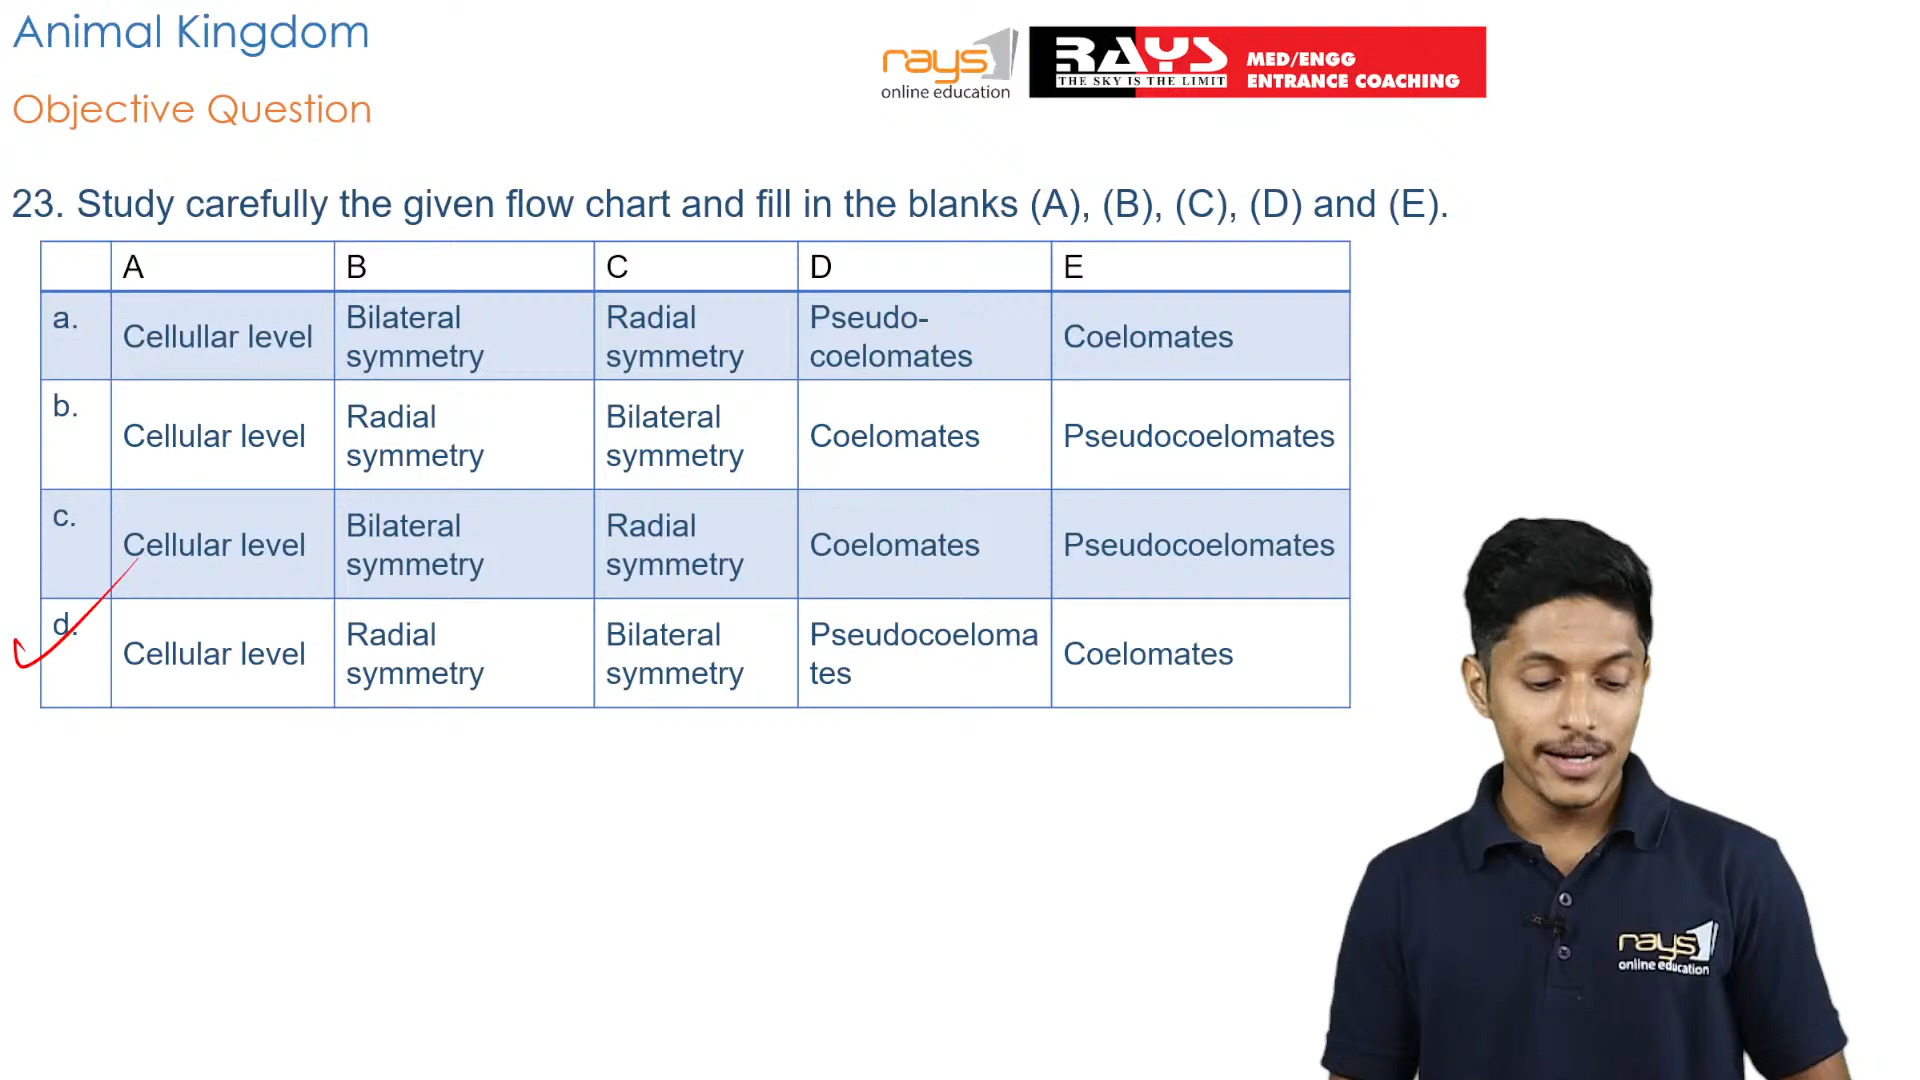 Animal Kingdom
rays
online education
RAYS
THE SKY IS THE LIMIT
MED/ENGG
ENTRANCE COACHING
Objective Question
23. Study carefully the given flow chart and fill in the blanks (A), (B), (C), (D) and (E).
A B C D E
a. Cellullar level Bilateral symmetry Radial symmetry Pseudo-coelomates Coelomates
b. Cellular level Radial symmetry Bilateral symmetry Coelomates Pseudocoelomates
c. Cellular level Bilateral symmetry Radial symmetry Coelomates Pseudocoelomates
d. Cellular level Radial symmetry Bilateral symmetry Pseudocoelomates Coelomates
rays
online education